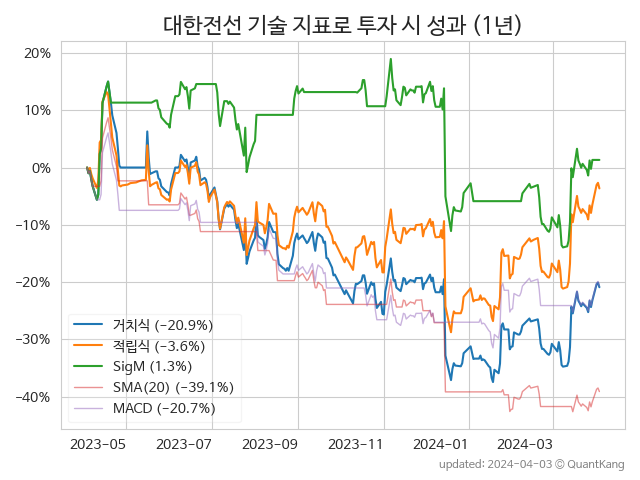 대한전선 기술 지표로 투자 시 성과 (1년)
20%
10%
0%
−10%
−20%
−30%
−40%
거치식 (−20.9%)
적립식 (−3.6%)
SigM (1.3%)
SMA(20) (−39.1%)
MACD (−20.7%)
2023-05
2023-07
2023-09
2023-11
2024-01
2024-03
updated: 2024-04-03 © QuantKang